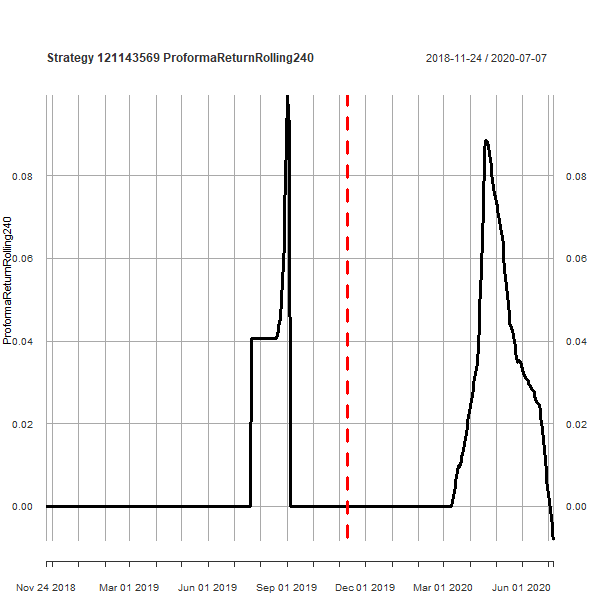 Strategy 121143569 ProformaReturnRolling240
2018-11-24 / 2020-07-07
ProformaReturnRolling240
0.08
0.06
0.04
0.02
0.00
0.08
0.06
0.04
0.02
0.00
Nov 24 2018
Mar 01 2019
Jun 01 2019
Sep 01 2019
Dec 01 2019
Mar 01 2020
Jun 01 2020